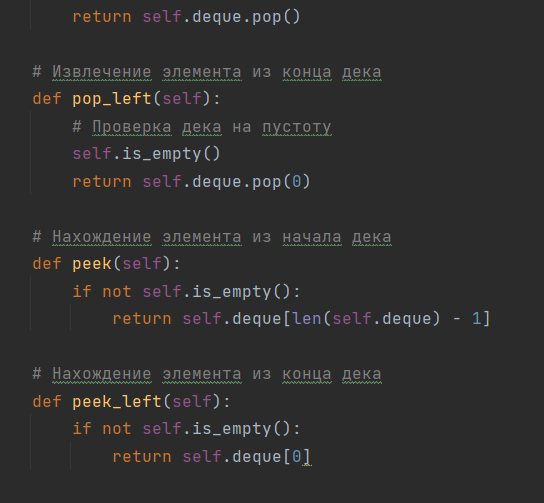 return self.deque.pop()
# Извлечение элемента из конца дека
def pop_left(self):
# Проверка дека на пустоту
self.is_empty()
return self.deque.pop(0)
# Нахождение элемента из начала дека
def peek(self):
if not self.is_empty():
return self.deque[len(self.deque) - 1]
# Нахождение элемента из конца дека
def peek_left(self):
if not self.is_empty():
return self.deque[0]